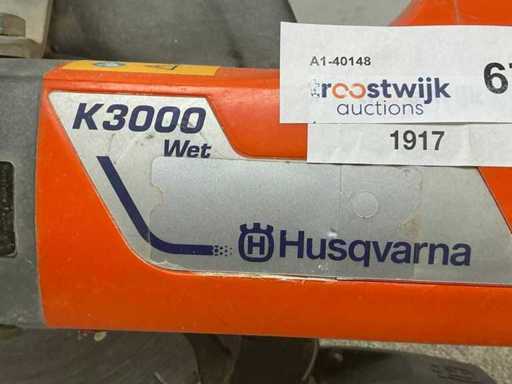 K3000
Wet
Husqvarna
A1-40148
troostwijk
auctions
1917